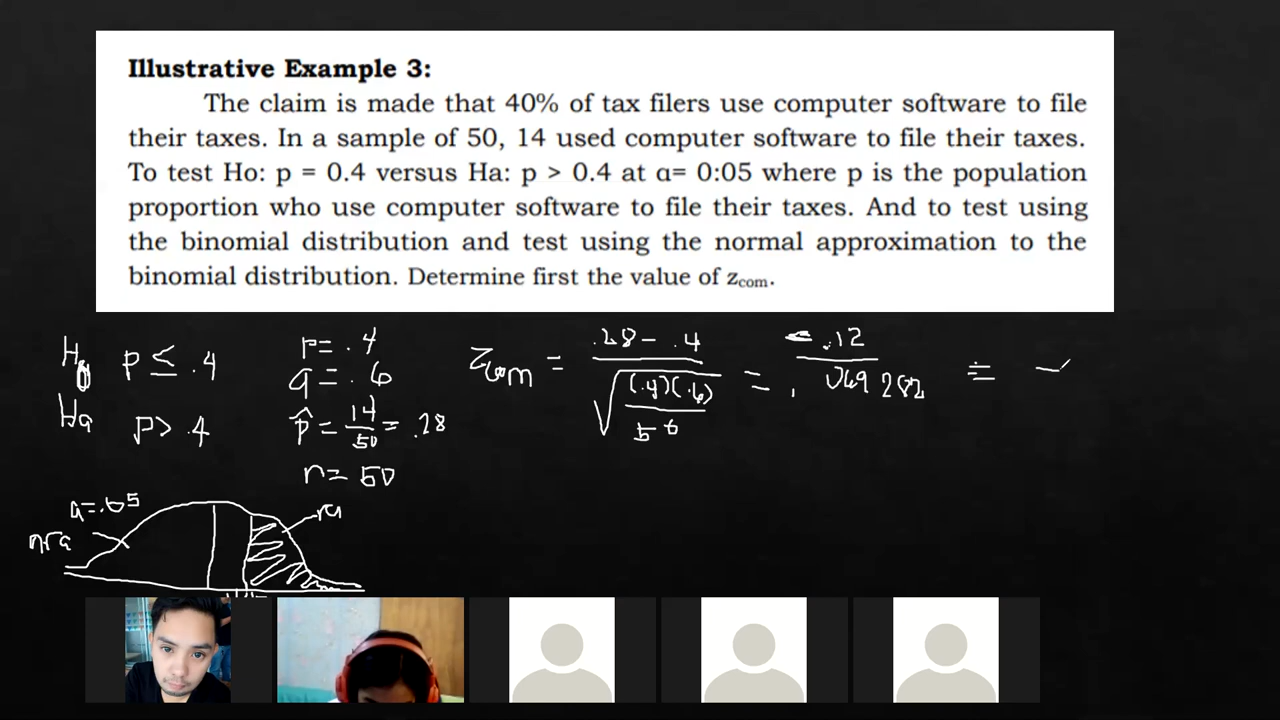 Illustrative Example 3:
The claim is made that 40% of tax filers use computer software to file
their taxes. In a sample of 50, 14 used computer software to file their taxes.
To test Ho: p = 0.4 versus Ha: p > 0.4 at α= 0:05 where p is the population
proportion who use computer software to file their taxes. And to test using
the binomial distribution and test using the normal approximation to the
binomial distribution. Determine first the value of zcom.
H0 p ≤ .4
Ha p > .4
p = .4
q = .6
p̂ = 14/50 = .28
n = 50
zcom = .28 - .4 / √(.4)(.6)/50 = - .12 / .069282 = -
a = .05
nra
ra